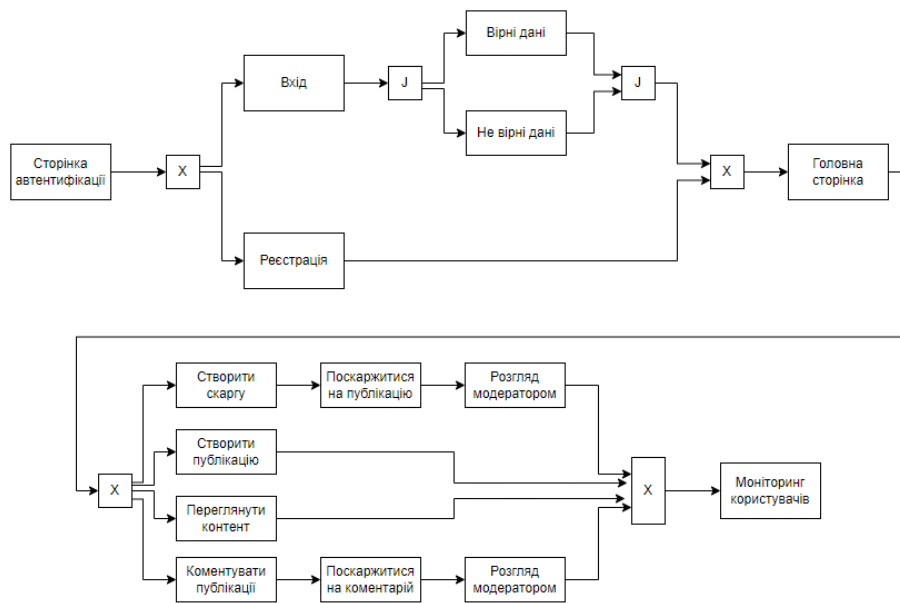 Вірні дані
Вхід
J
J
Не вірні дані
Сторінка
автентифікації
X
X
Головна
сторінка
Реєстрація
Створити
скаргу
Поскаржитися
на публікацію
Розгляд
модератором
Створити
публікацію
X
X
Моніторинг
користувачів
Переглянути
контент
Коментувати
публікації
Поскаржитися
на коментарій
Розгляд
модератором